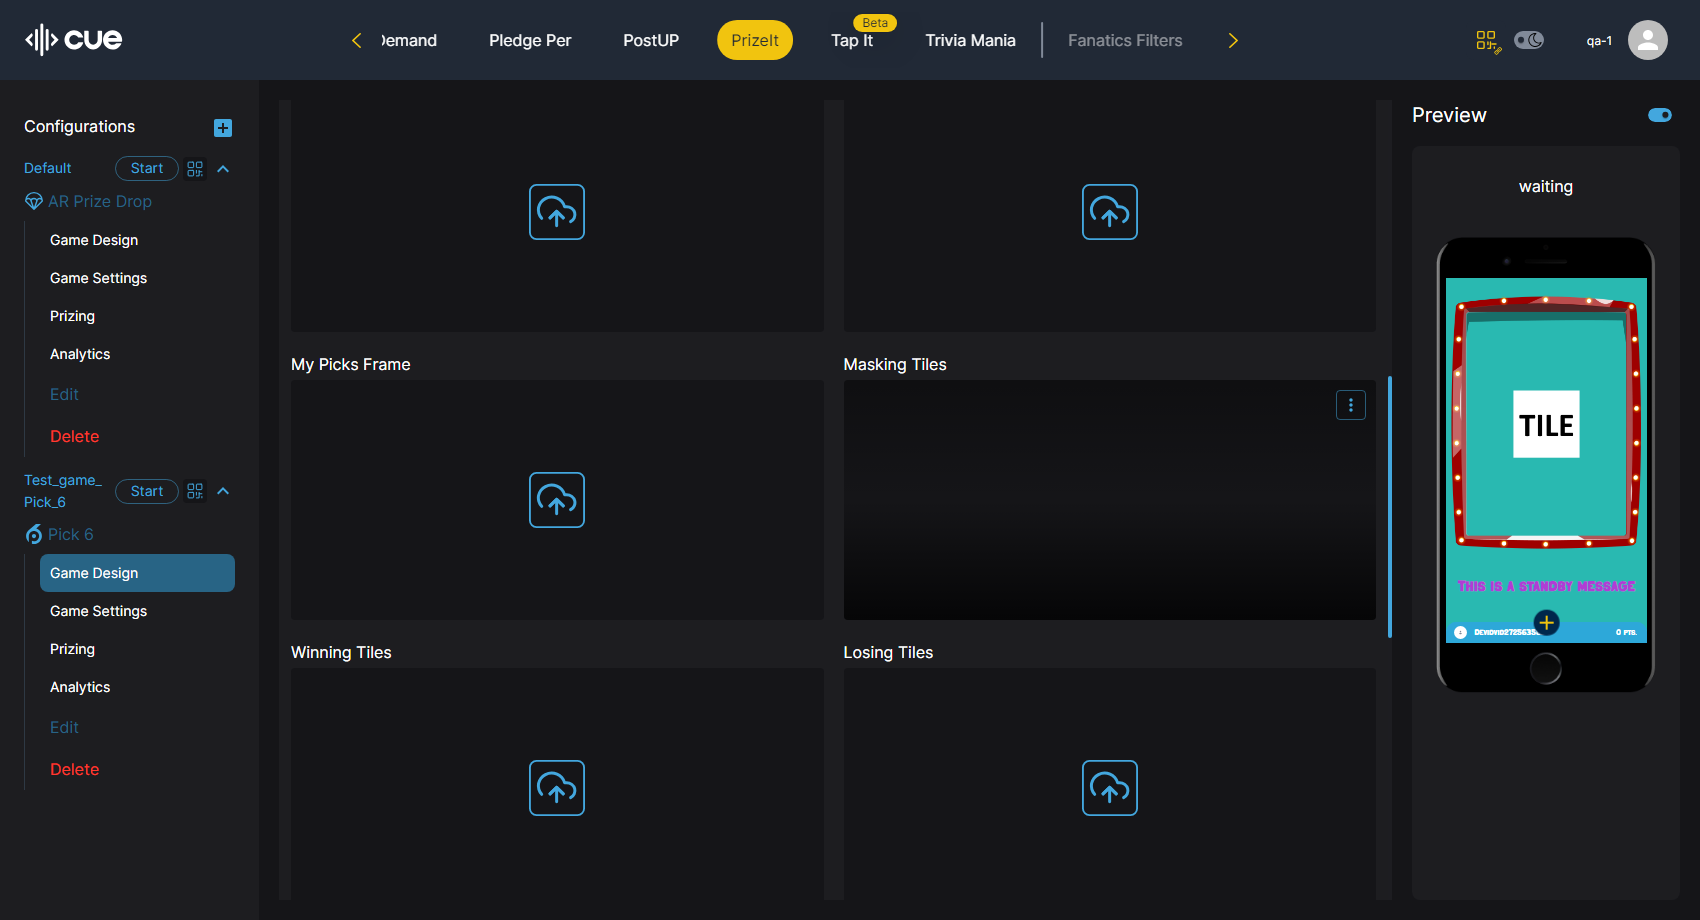 cue
Demand
Pledge Per
PostUP
PrizeIt
Beta
Tap It
Trivia Mania
Fanatics Filters
qa-1
Configurations
Default
Start
AR Prize Drop
Game Design
Game Settings
Prizing
Analytics
Edit
Delete
Test_game_
Pick_6
Start
Pick 6
Game Design
Game Settings
Prizing
Analytics
Edit
Delete
My Picks Frame
Masking Tiles
Winning Tiles
Losing Tiles
Preview
waiting
TILE
THIS IS A STANDBY MESSAGE
0 PTS.